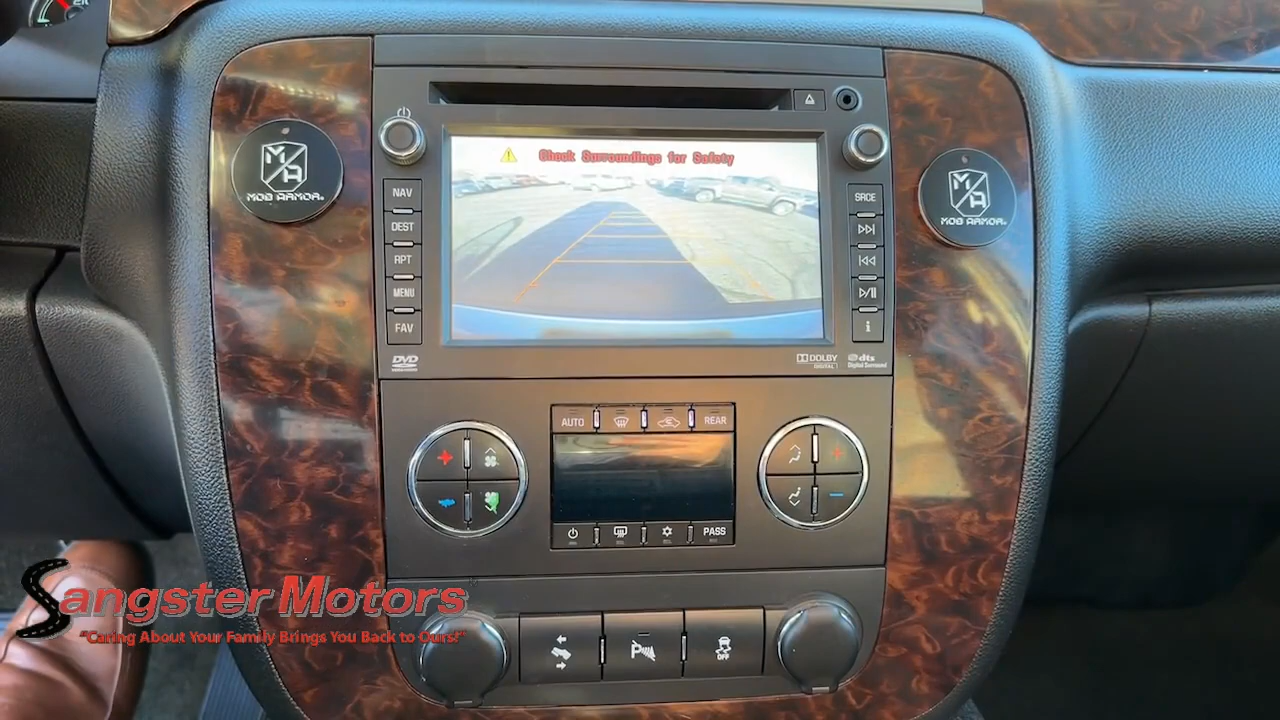 Check Surroundings for Safety
NAV
DEST
RPT
MENU
FAV
SRCE
i
M
A
MOB ARMOR®
M
A
MOB ARMOR®
DVD
DOLBY
DIGITAL
dts
Digital Surround
AUTO
REAR
PASS
OFF
Sangster Motors
"Caring About Your Family Brings You Back to Ours!"